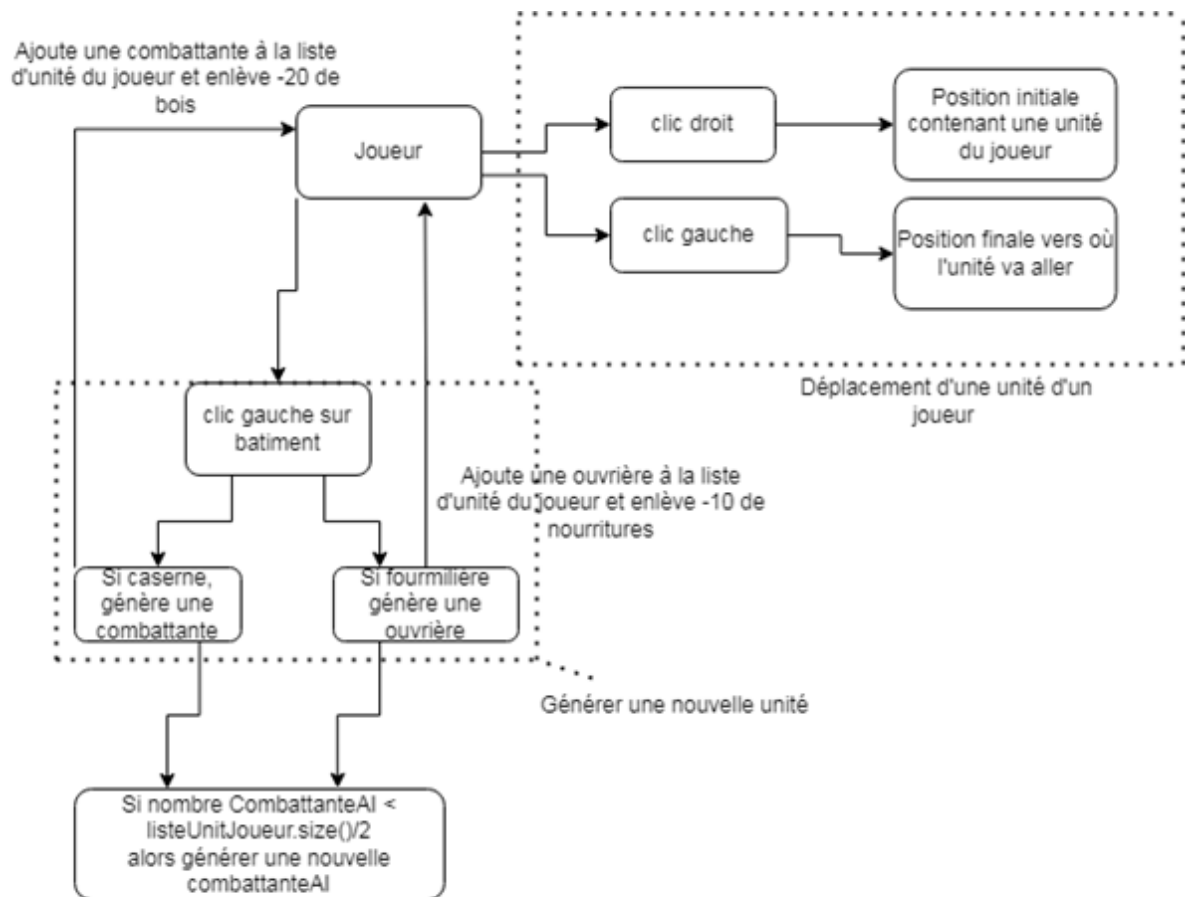 Ajoute une combattante à la liste
d'unité du joueur et enlève -20 de
bois
Joueur
clic droit
Position initiale
contenant une unité
du joueur
clic gauche
Position finale vers où
l'unité va aller
Déplacement d'une unité d'un
joueur
clic gauche sur
batiment
Ajoute une ouvrière à la liste
d'unité du joueur et enlève -10 de
nourritures
Si caserne,
génère une
combattante
Si fourmilière
génère une
ouvrière
Générer une nouvelle unité
Si nombre CombattanteAI <
listeUnitJoueur.size()/2
alors générer une nouvelle
combattanteAI